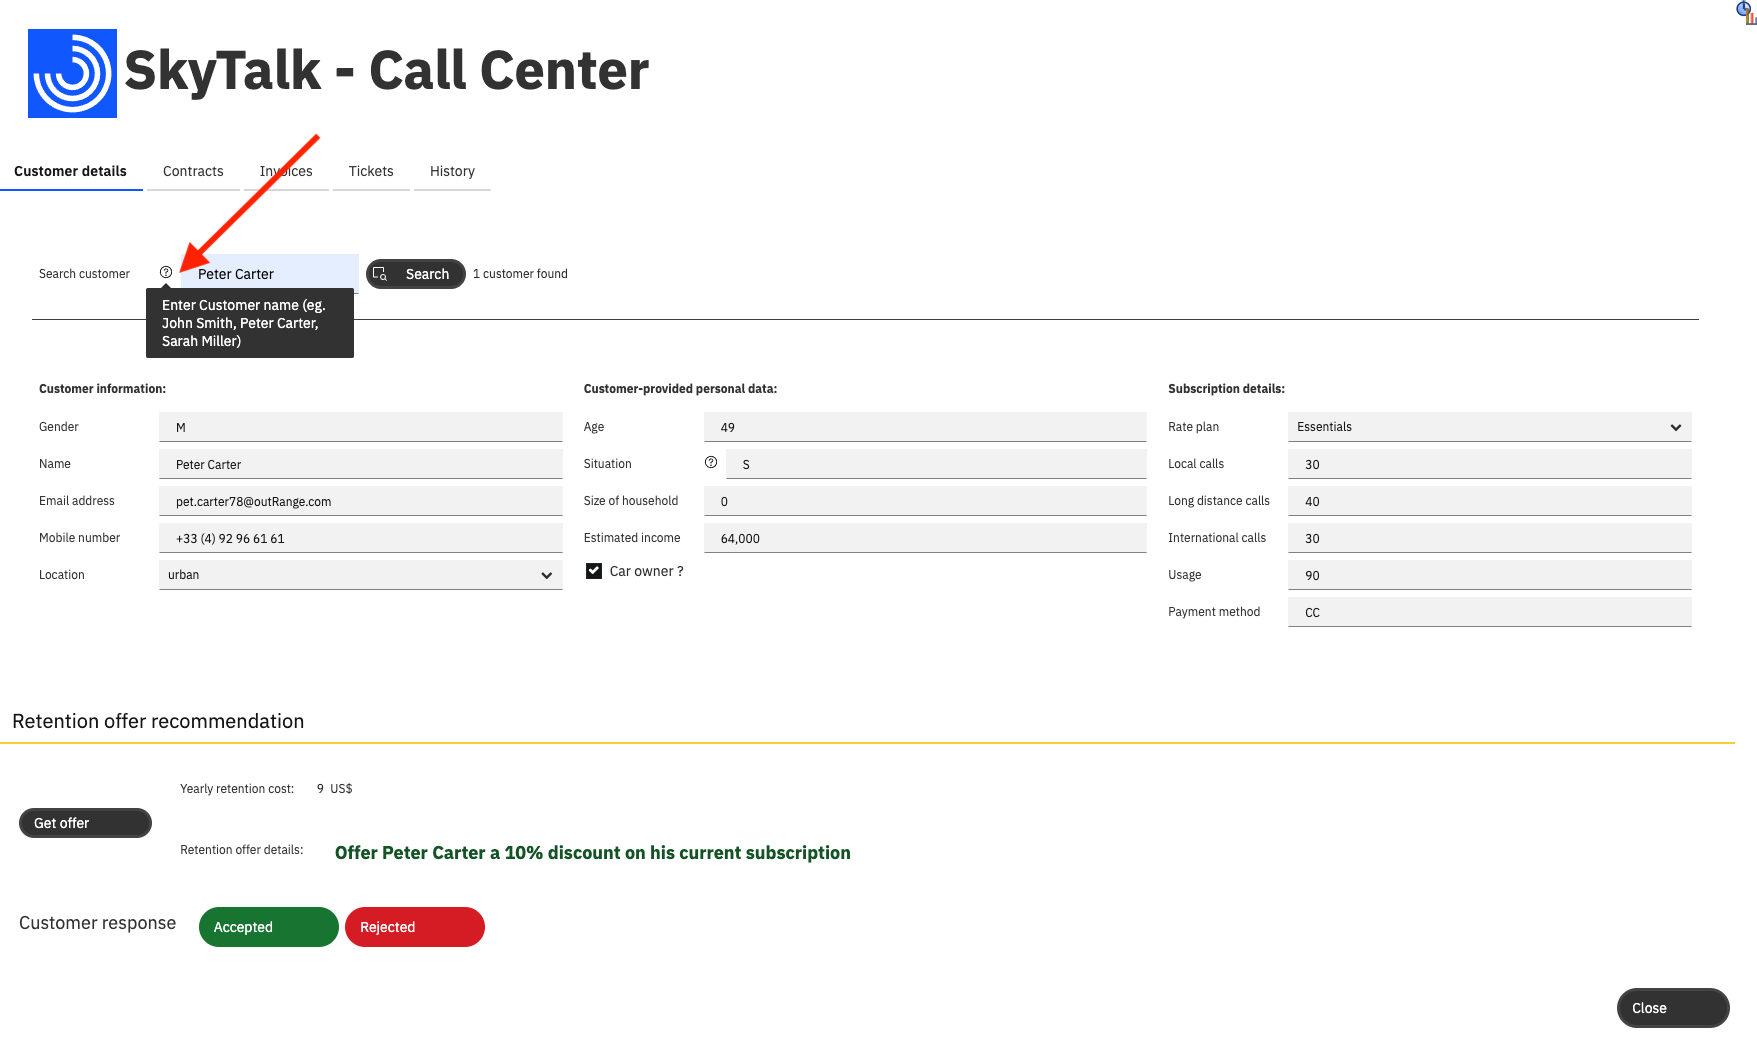 SkyTalk - Call Center
Customer details Contracts Invoices Tickets History
Search customer Peter Carter Search 1 customer found
Enter Customer name (eg.
John Smith, Peter Carter,
Sarah Miller)
Customer information: Customer-provided personal data: Subscription details:
Gender M Age 49 Rate plan Essentials
Name Peter Carter Situation S Local calls 30
Email address pet.carter78@outRange.com Size of household 0 Long distance calls 40
Mobile number +33 (4) 92 96 61 61 Estimated income 64,000 International calls 30
Location urban Car owner ? Usage 90
Payment method CC
Retention offer recommendation
Yearly retention cost: 9 US$
Get offer
Retention offer details: Offer Peter Carter a 10% discount on his current subscription
Customer response Accepted Rejected
Close